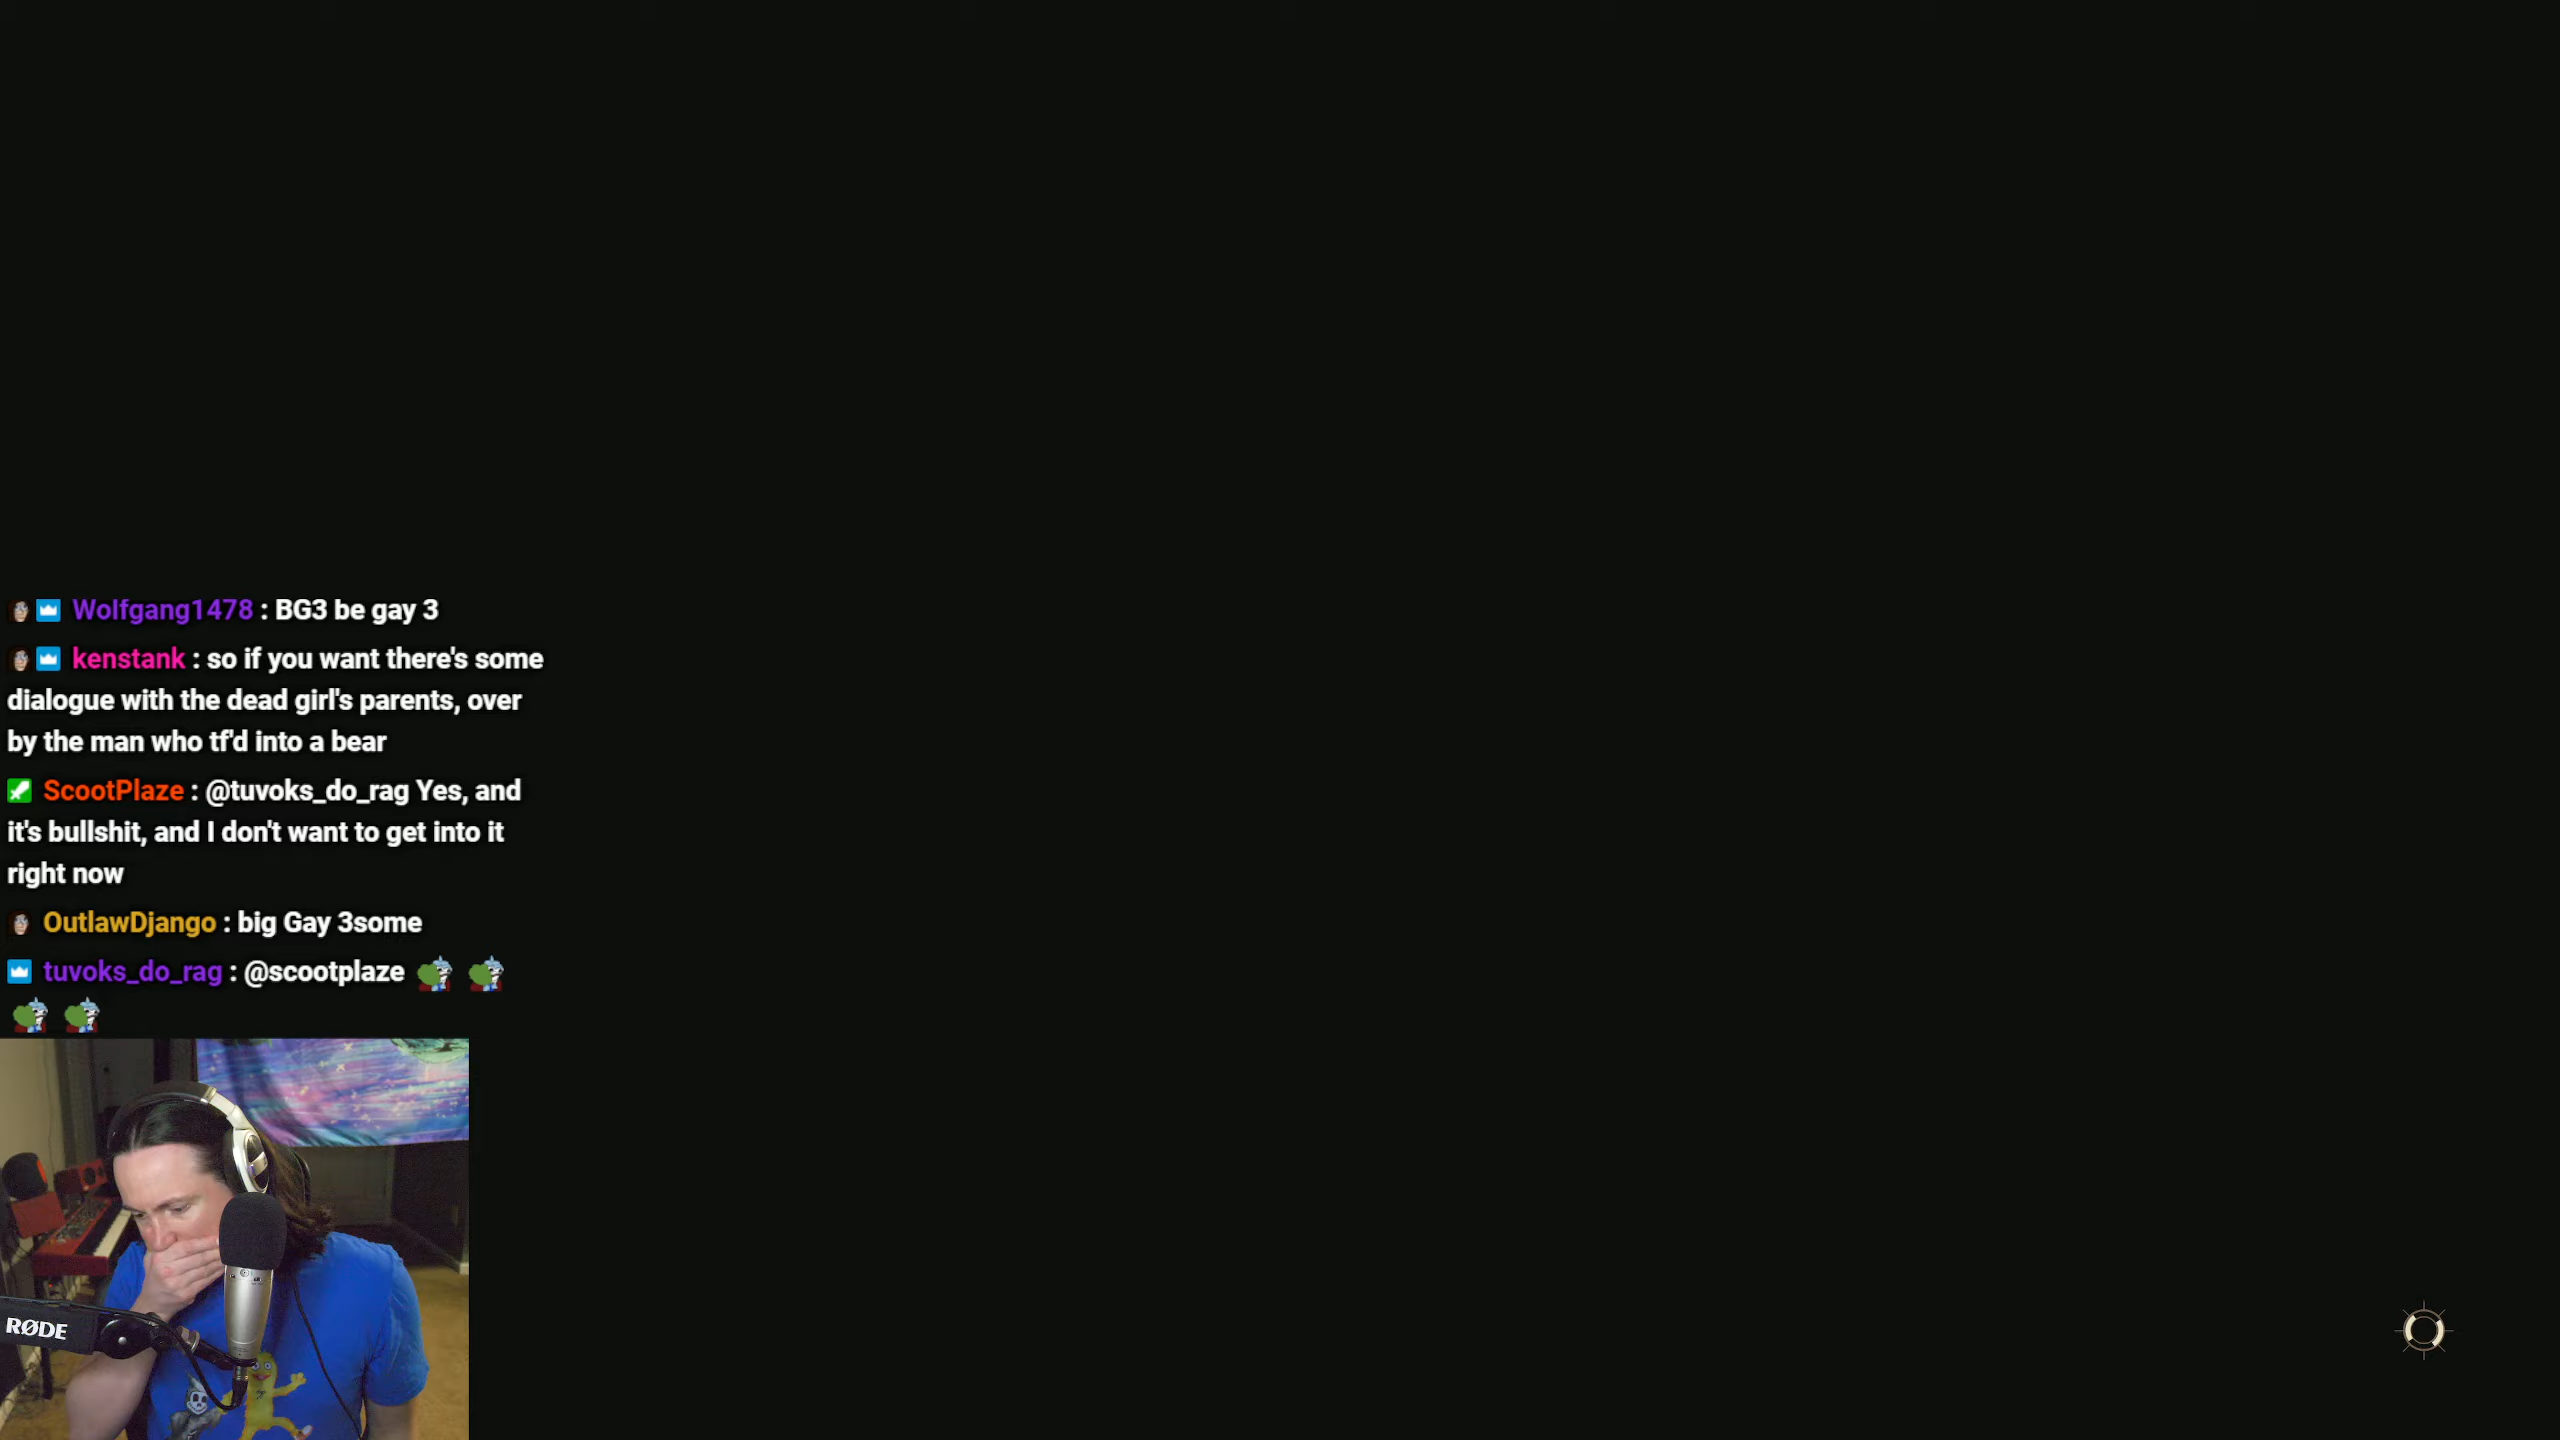 Wolfgang1478 : BG3 be gay 3
kenstank : so if you want there's some
dialogue with the dead girl's parents, over
by the man who tf'd into a bear
ScootPlaze : @tuvoks_do_rag Yes, and
it's bullshit, and I don't want to get into it
right now
OutlawDjango : big Gay 3some
tuvoks_do_rag : @scootplaze
RØDE